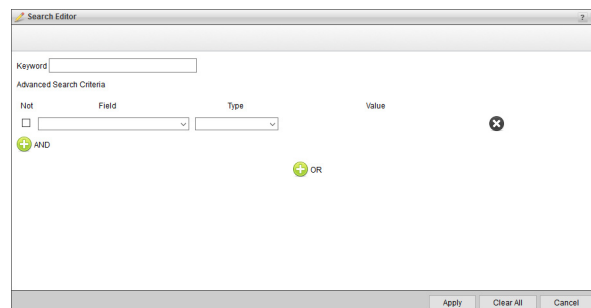 Search Editor ?
Keyword
Advanced Search Criteria
Not Field Type Value
AND
OR
Apply Clear All Cancel